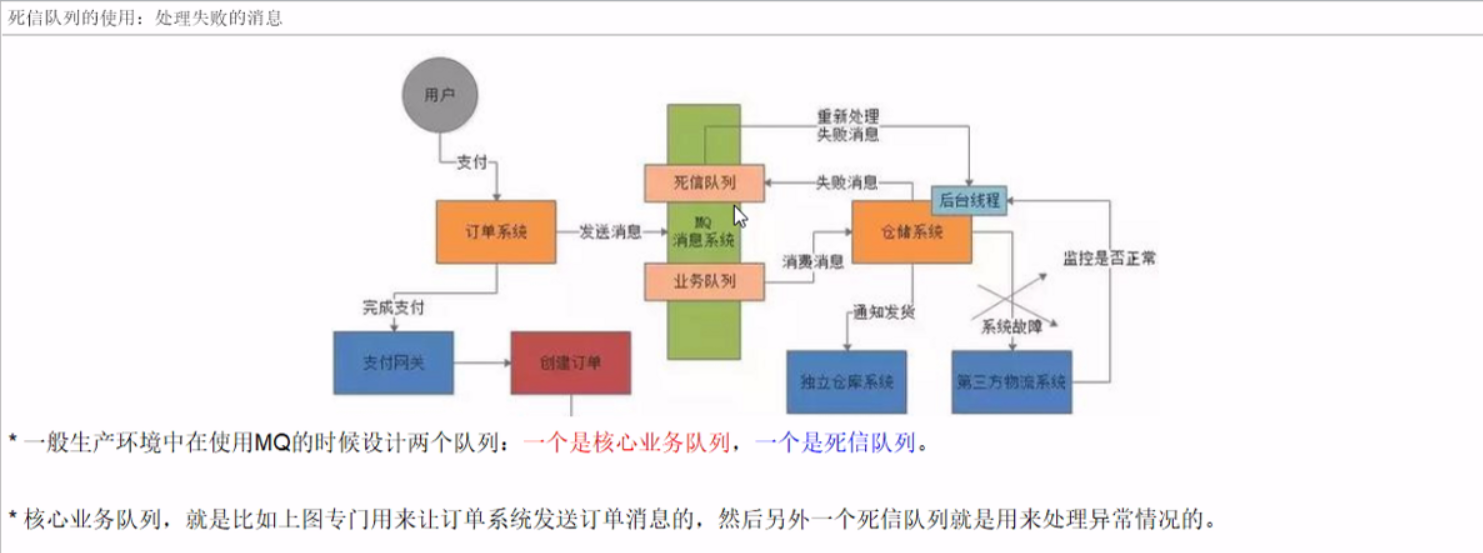 死信队列的使用：处理失败的消息
用户
支付
重新处理
失败消息
死信队列
失败消息
后台线程
订单系统
发送消息
MQ
消息系统
仓储系统
消费消息
监控是否正常
业务队列
完成支付
通知发货
系统故障
支付网关
创建订单
独立仓库系统
第三方物流系统
* 一般生产环境中在使用MQ的时候设计两个队列：一个是核心业务队列，一个是死信队列。
* 核心业务队列，就是比如上图专门用来让订单系统发送订单消息的，然后另外一个死信队列就是用来处理异常情况的。